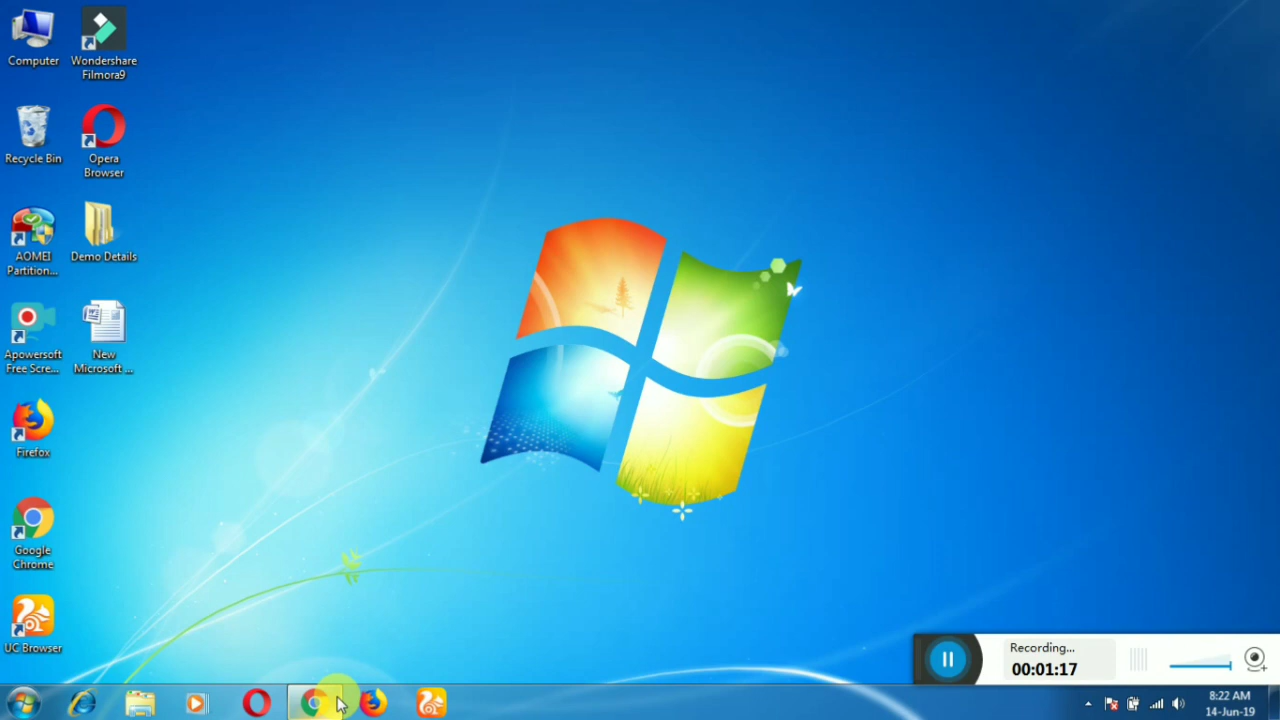 Computer
Wondershare
Filmora9
Recycle Bin
Opera
Browser
AOMEI
Partition...
Demo Details
Apowersoft
Free Scre...
New
Microsoft ...
Firefox
Google
Chrome
UC Browser
Recording...
00:01:17
8:22 AM
14-Jun-19